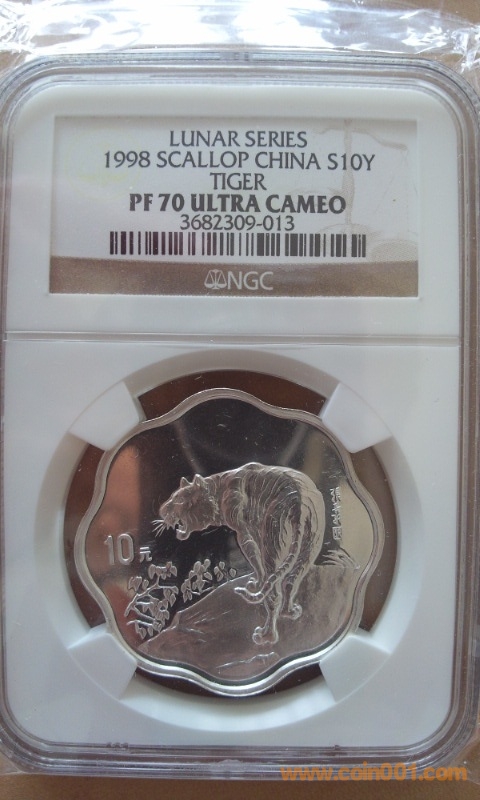 LUNAR SERIES
1998 SCALLOP CHINA S10Y
TIGER
PF 70 ULTRA CAMEO
3682309-013
NGC
10元
www.coin001.com